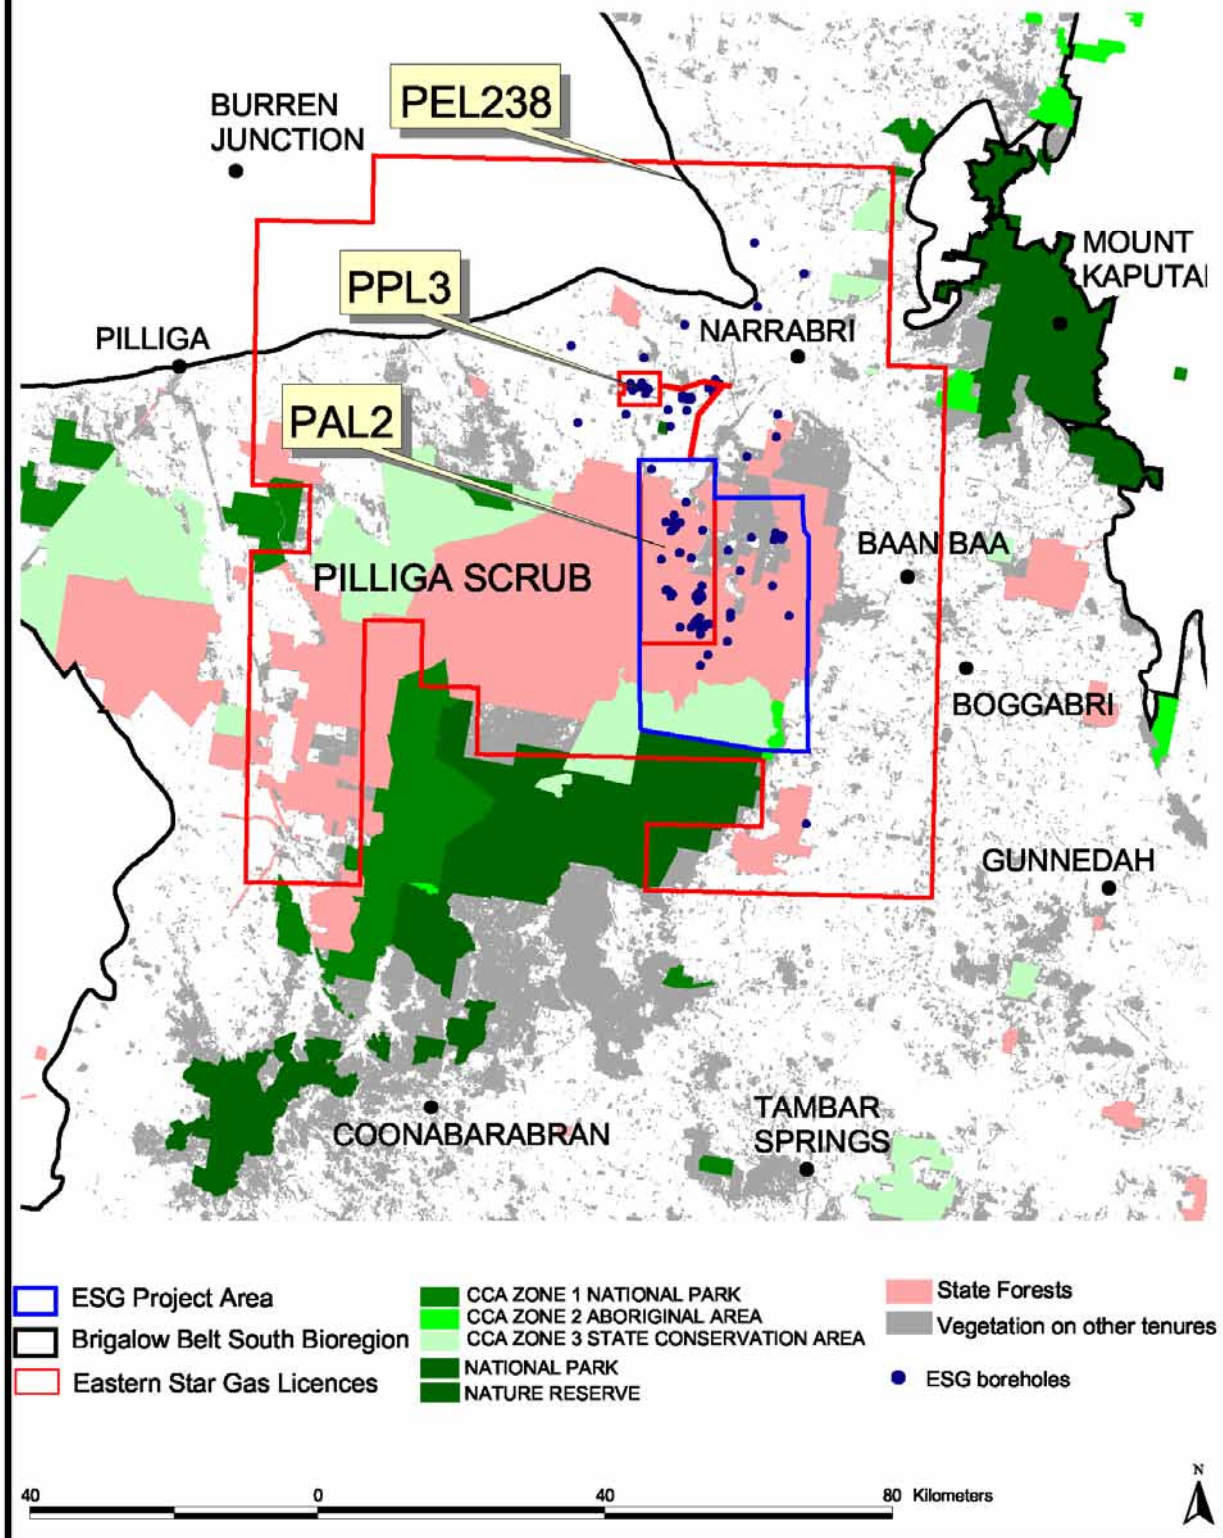 PEL238
BURREN
JUNCTION
MOUNT
KAPUTAI
PPL3
NARRABRI
PILLIGA
PAL2
BAAN BAA
PILLIGA SCRUB
BOGGABRI
GUNNEDAH
TAMBAR
SPRINGS
COONABARABRAN
ESG Project Area
Brigalow Belt South Bioregion
Eastern Star Gas Licences
CCA ZONE 1 NATIONAL PARK
CCA ZONE 2 ABORIGINAL AREA
CCA ZONE 3 STATE CONSERVATION AREA
NATIONAL PARK
NATURE RESERVE
State Forests
Vegetation on other tenures
ESG boreholes
N
40 0 40 80 Kilometers